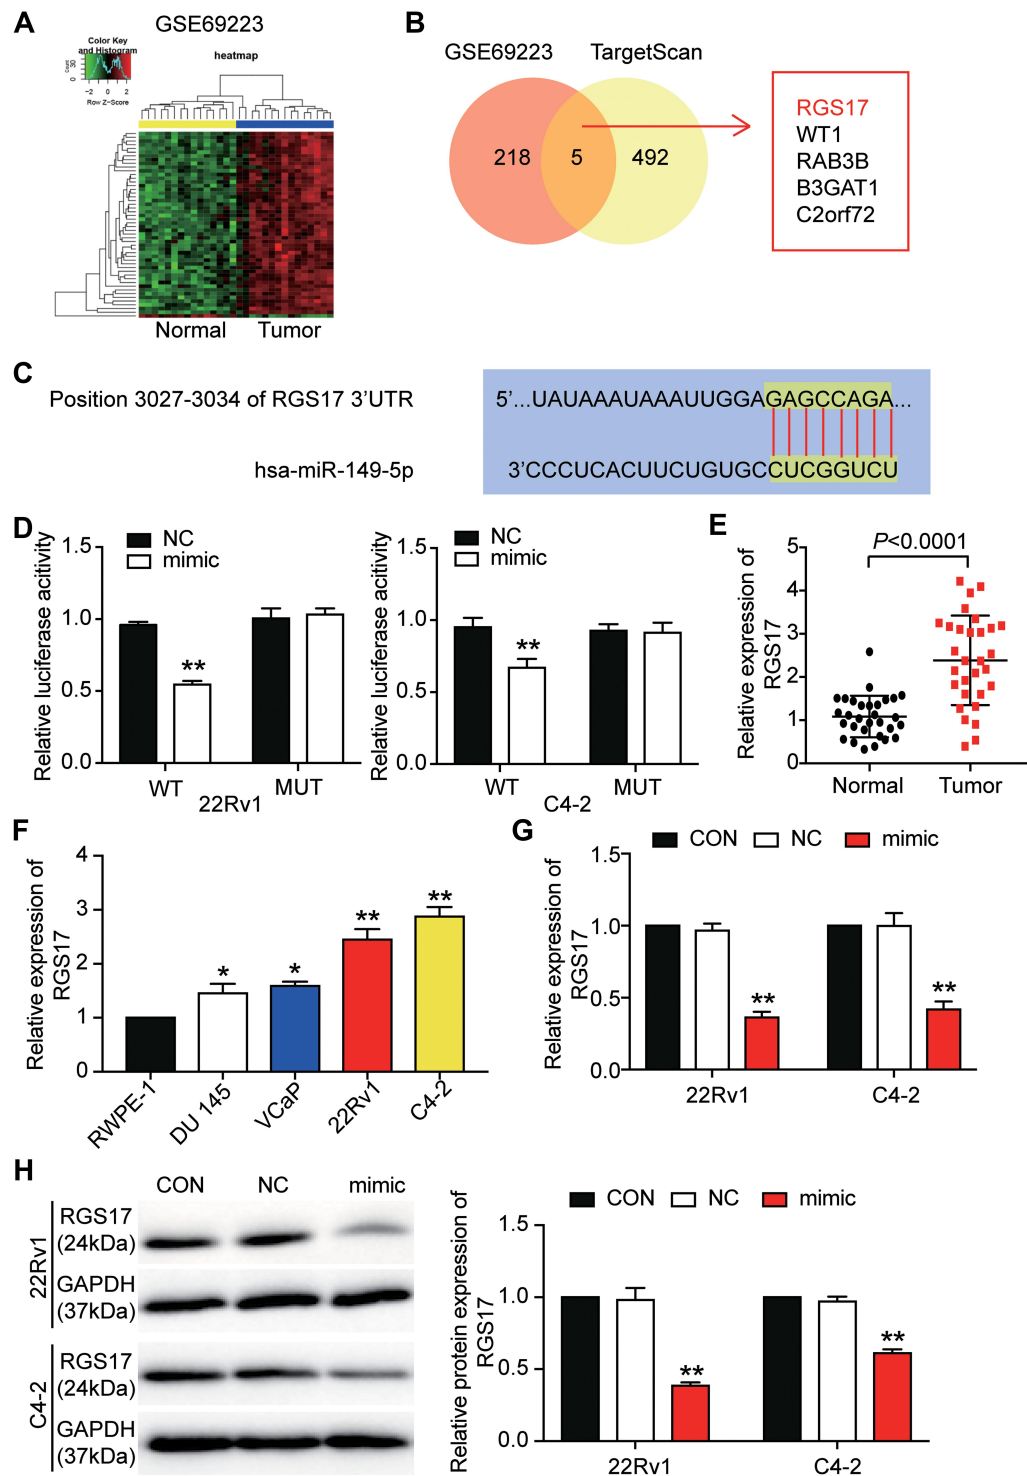 A
GSE69223
Color Key
and Histogram
Count
0 30
−2 0 2
Row Z−Score
heatmap
Normal Tumor
B
GSE69223 TargetScan
218 5 492
RGS17
WT1
RAB3B
B3GAT1
C2orf72
C
Position 3027-3034 of RGS17 3’UTR
5’...UAUAAAUAAAUUGGAGAGCCAGA...
hsa-miR-149-5p
3’CCCUCACUUCUGUGCCUCGGUCU
D
NC
mimic
Relative luciferase acitivity
1.5
1.0
0.5
0.0
**
WT MUT
22Rv1
NC
mimic
Relative luciferase acitivity
1.5
1.0
0.5
0.0
**
WT MUT
C4-2
E
P<0.0001
Relative expression of
RGS17
5
4
3
2
1
0
Normal Tumor
F
Relative expression of
RGS17
4
3
2
1
0
* * ** **
RWPE-1
DU 145
VCaP
22Rv1
C4-2
G
CON NC mimic
Relative expression of
RGS17
1.5
1.0
0.5
0.0
** **
22Rv1 C4-2
H
CON NC mimic
22Rv1
RGS17
(24kDa)
GAPDH
(37kDa)
C4-2
RGS17
(24kDa)
GAPDH
(37kDa)
CON NC mimic
Relative protein expression of
RGS17
1.5
1.0
0.5
0.0
** **
22Rv1 C4-2